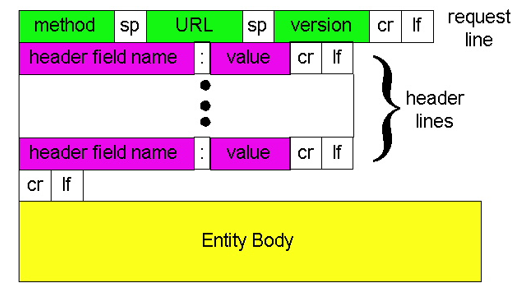 method sp URL sp version cr lf request line
header field name : value cr lf
header lines
header field name : value cr lf
cr lf
Entity Body